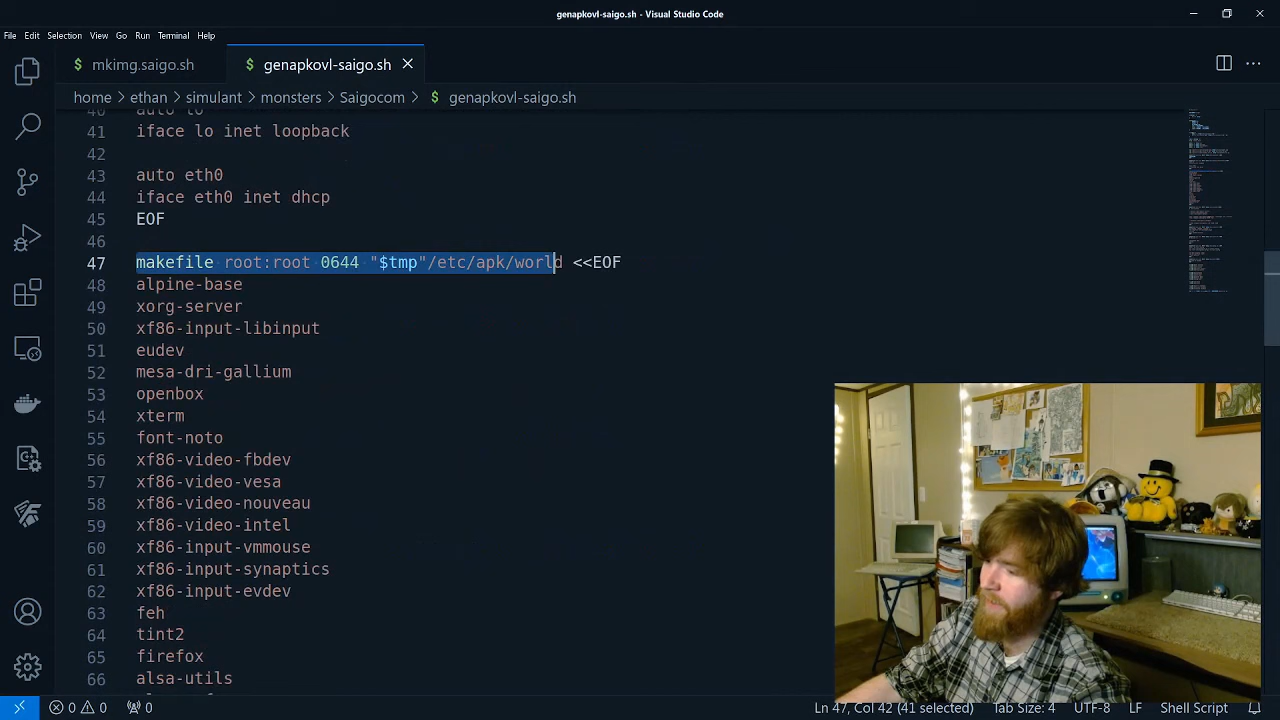 genapkovl-saigo.sh - Visual Studio Code
File Edit Selection View Go Run Terminal Help
$ mkimg.saigo.sh
$ genapkovl-saigo.sh
home > ethan > simulant > monsters > Saigocom > $ genapkovl-saigo.sh
40 auto lo
41 iface lo inet loopback
42
43 auto eth0
44 iface eth0 inet dhcp
45 EOF
46
47 makefile root:root 0644 "$tmp"/etc/apk/world <<EOF
48 alpine-base
49 xorg-server
50 xf86-input-libinput
51 eudev
52 mesa-dri-gallium
53 openbox
54 xterm
55 font-noto
56 xf86-video-fbdev
57 xf86-video-vesa
58 xf86-video-nouveau
59 xf86-video-intel
60 xf86-input-vmmouse
61 xf86-input-synaptics
62 xf86-input-evdev
63 feh
64 tint2
65 firefox
66 alsa-utils
0 0 0 Ln 47, Col 42 (41 selected) Tab Size: 4 UTF-8 LF Shell Script